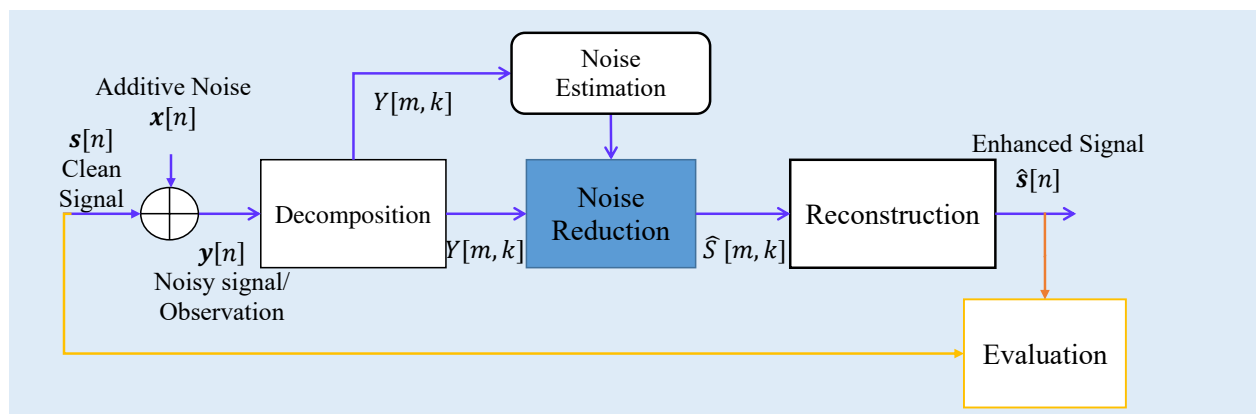 Noise
Estimation
Additive Noise
x[n]
Y[m, k]
s[n]
Clean
Signal
Enhanced Signal
ŝ[n]
Decomposition
Noise
Reduction
Reconstruction
y[n]
Noisy signal/
Observation
Y[m, k]
Ŝ [m, k]
Evaluation